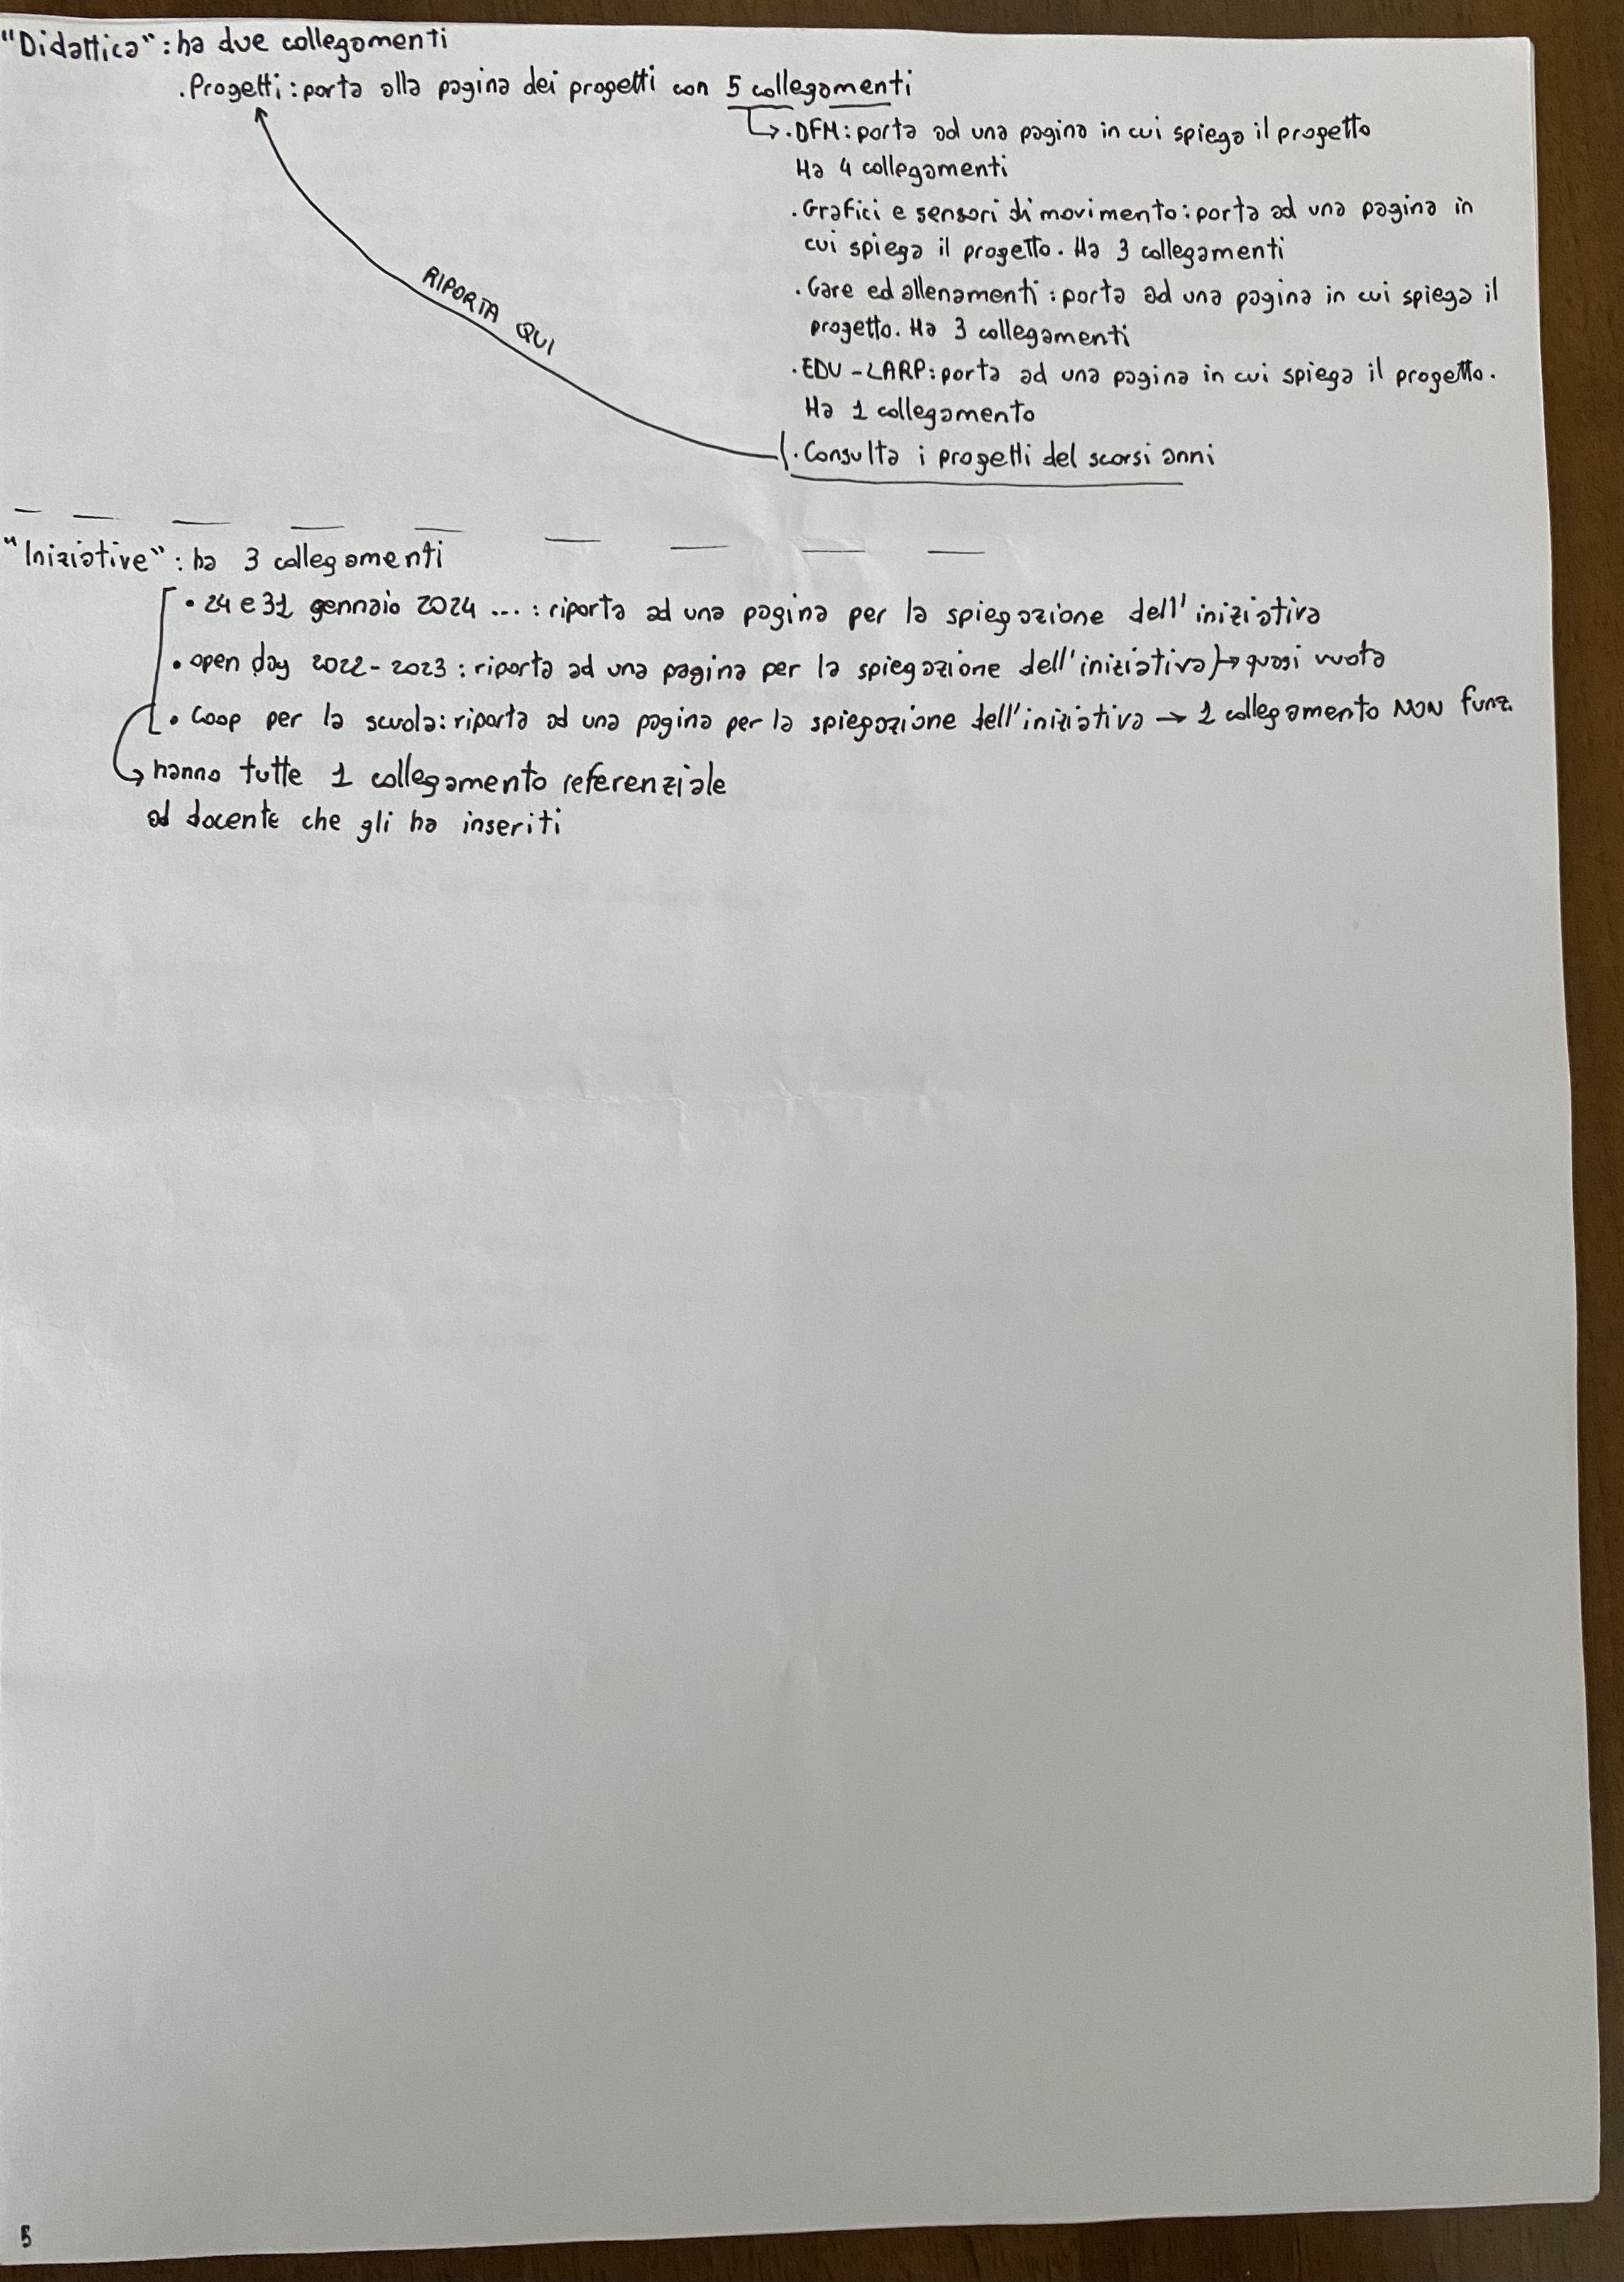 "Didattica": ha due collegamenti
.Progetti: porta alla pagina dei progetti con 5 collegamenti
.DFM: porta ad una pagina in cui spiega il progetto
Ha 4 collegamenti
.Grafici e sensori di movimento: porta ad una pagina in
cui spiega il progetto. Ha 3 collegamenti
.Gare ed allenamenti: porta ad una pagina in cui spiega il
progetto. Ha 3 collegamenti
.EDU-LARP: porta ad una pagina in cui spiega il progetto.
Ha 1 collegamento
.Consulta i progetti del scorsi anni
RIPORTA QUI
"Iniziative": ha 3 collegamenti
• 24 e 31 gennaio 2024 ...: riporta ad una pagina per la spiegazione dell'iniziativa
• open day 2022-2023: riporta ad una pagina per la spiegazione dell'iniziativa → quasi vuota
• Coop per la scuola: riporta ad una pagina per la spiegazione dell'iniziativa → 1 collegamento NON funz.
↳ hanno tutte 1 collegamento referenziale
ad docente che gli ha inseriti
5